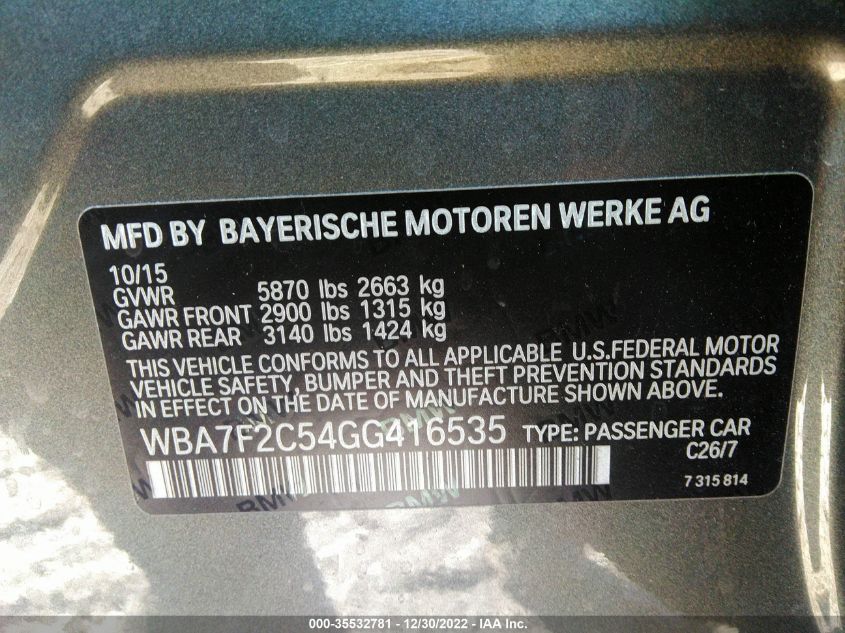 MFD BY BAYERISCHE MOTOREN WERKE AG
10/15
GVWR 5870 lbs 2663 kg
GAWR FRONT 2900 lbs 1315 kg
GAWR REAR 3140 lbs 1424 kg
THIS VEHICLE CONFORMS TO ALL APPLICABLE U.S.FEDERAL MOTOR
VEHICLE SAFETY, BUMPER AND THEFT PREVENTION STANDARDS
IN EFFECT ON THE DATE OF MANUFACTURE SHOWN ABOVE.
WBA7F2C54GG416535 TYPE: PASSENGER CAR
C26/7
7 315 814
BMW BMW BMW
000-35532781 - 12/30/2022 - IAA Inc.